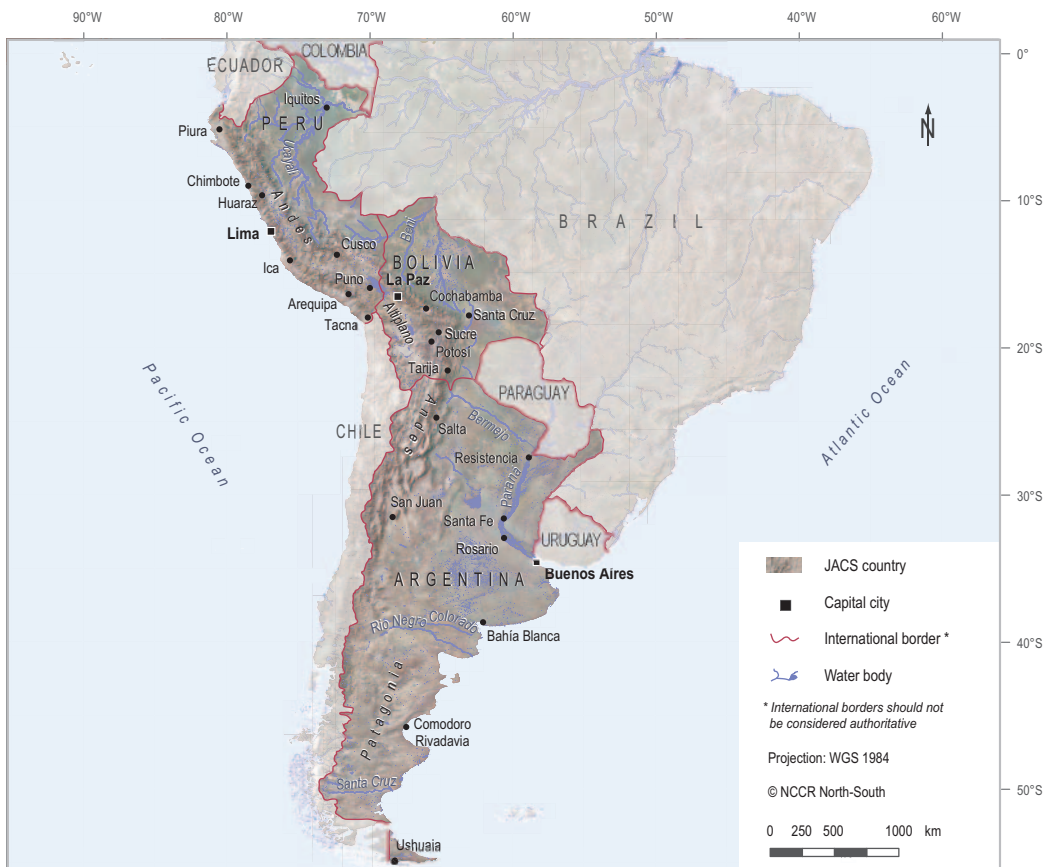 90°W
80°W
70°W
60°W
50°W
40°W
60°W
0°
10°S
20°S
30°S
40°S
50°S
N
COLOMBIA
ECUADOR
Iquitos
PERU
Piura
Ucayali
Chimbote
Huaraz
Andes
Lima
Cusco
Ica
Puno
Arequipa
Tacna
BRAZIL
Beni
BOLIVIA
La Paz
Cochabamba
Altiplano
Santa Cruz
Sucre
Potosí
Tarija
PARAGUAY
Pacific Ocean
Atlantic Ocean
CHILE
Andes
Salta
Bermejo
Resistencia
Paraná
San Juan
Santa Fe
Rosario
URUGUAY
Buenos Aires
ARGENTINA
Rio Negro
Colorado
Bahía Blanca
Patagonia
Comodoro
Rivadavia
Santa Cruz
Ushuaia
JACS country
Capital city
International border *
Water body
* International borders should not
be considered authoritative
Projection: WGS 1984
© NCCR North-South
0 250 500 1000 km